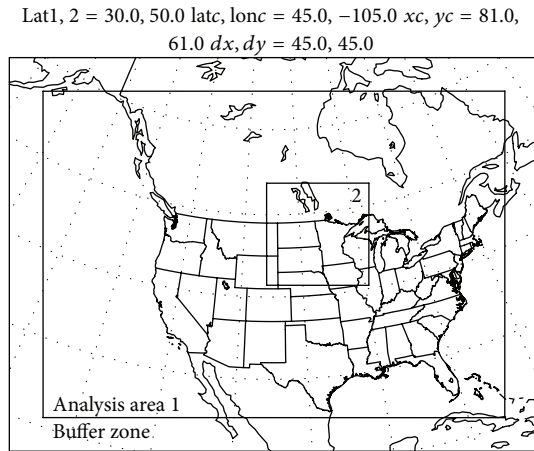 Lat1, 2 = 30.0, 50.0 latc, lonc = 45.0, −105.0 xc, yc = 81.0,
61.0 dx, dy = 45.0, 45.0
2
Analysis area 1
Buffer zone